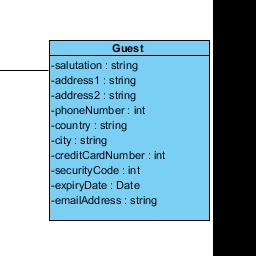 Guest
-salutation : string
-address1 : string
-address2 : string
-phoneNumber : int
-country : string
-city : string
-creditCardNumber : int
-securityCode : int
-expiryDate : Date
-emailAddress : string